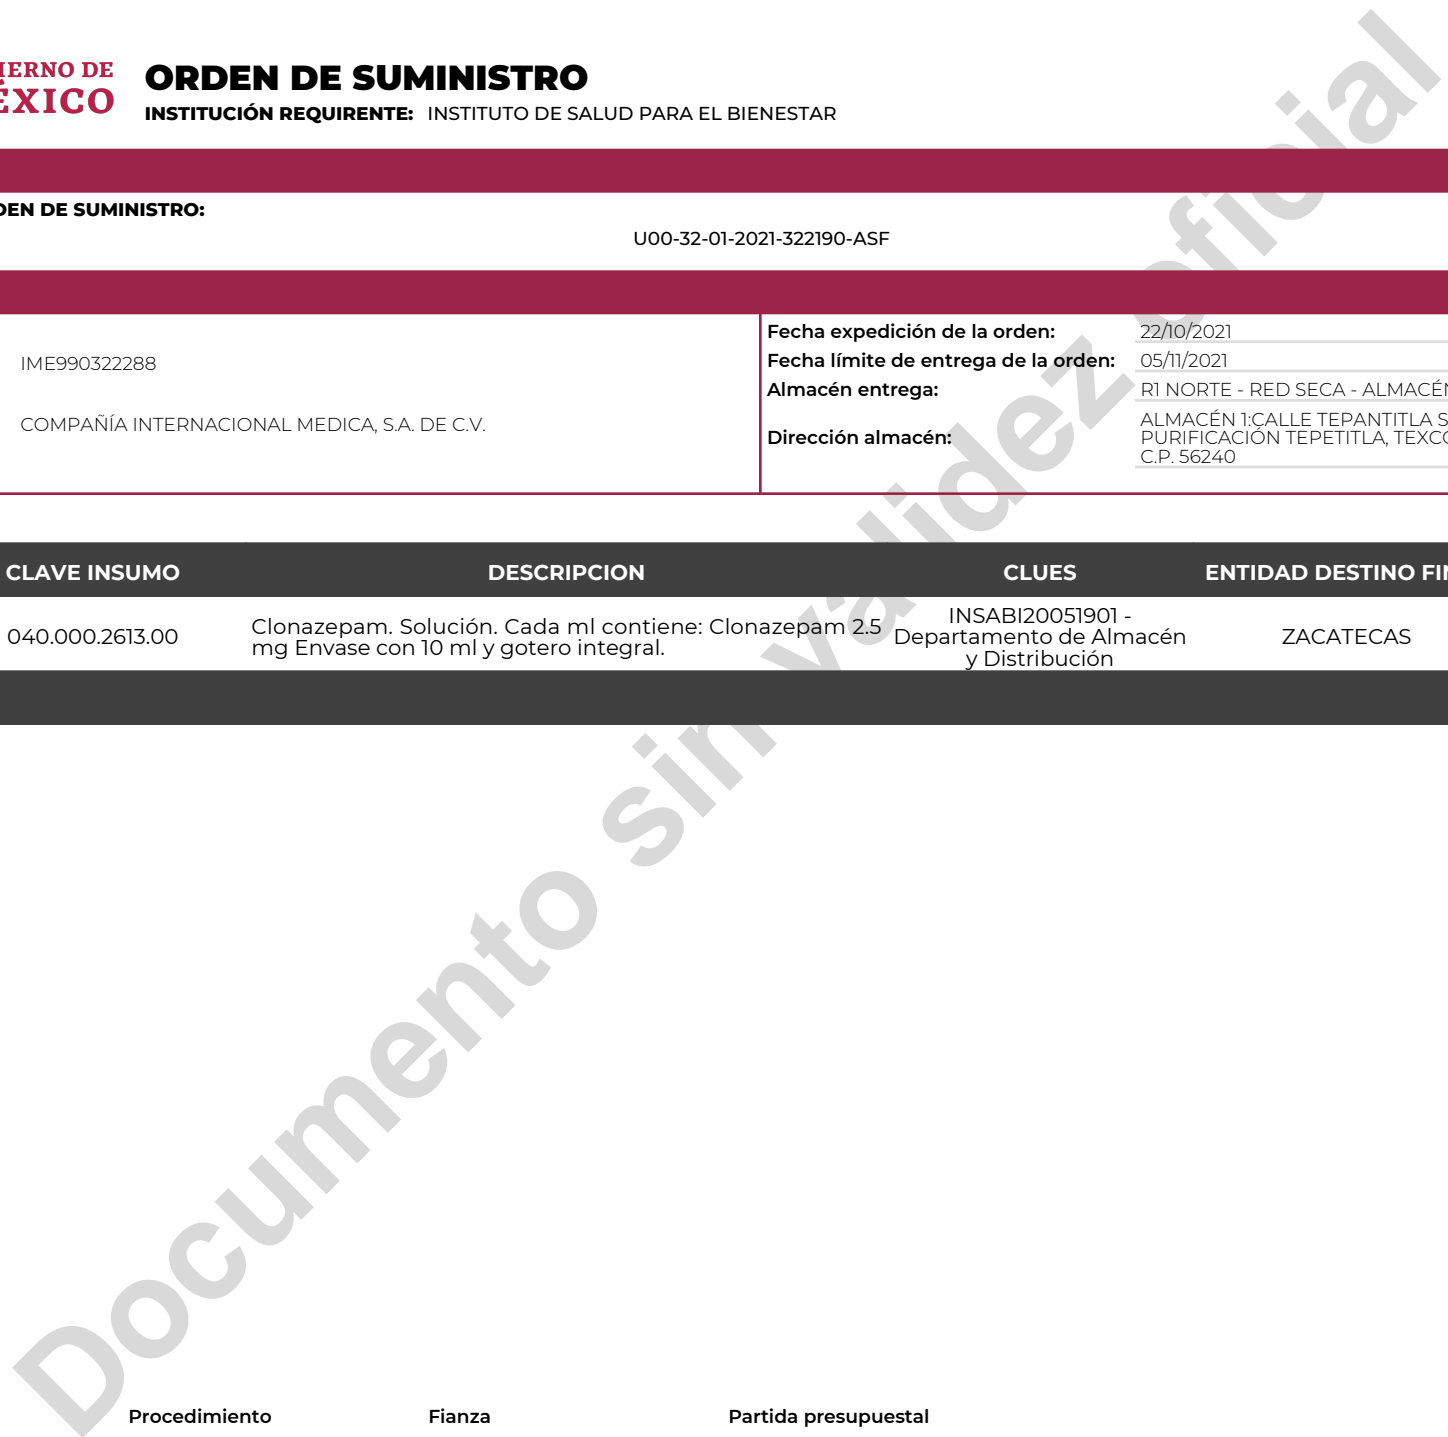 IERNO DE
ÉXICO
ORDEN DE SUMINISTRO
INSTITUCIÓN REQUIRENTE: INSTITUTO DE SALUD PARA EL BIENESTAR
DEN DE SUMINISTRO:
U00-32-01-2021-322190-ASF
IME990322288
COMPAÑÍA INTERNACIONAL MEDICA, S.A. DE C.V.
Fecha expedición de la orden: 22/10/2021
Fecha límite de entrega de la orden: 05/11/2021
Almacén entrega: R1 NORTE - RED SECA - ALMACÉN
Dirección almacén:
ALMACÉN 1:CALLE TEPANTITLA S
PURIFICACIÓN TEPETITLA, TEXCO
C.P. 56240
CLAVE INSUMO DESCRIPCION CLUES ENTIDAD DESTINO FIN
040.000.2613.00
Clonazepam. Solución. Cada ml contiene: Clonazepam 2.5
mg Envase con 10 ml y gotero integral.
INSABI20051901 -
Departamento de Almacén
y Distribución
ZACATECAS
Documento sin validez oficial
Procedimiento Fianza Partida presupuestal